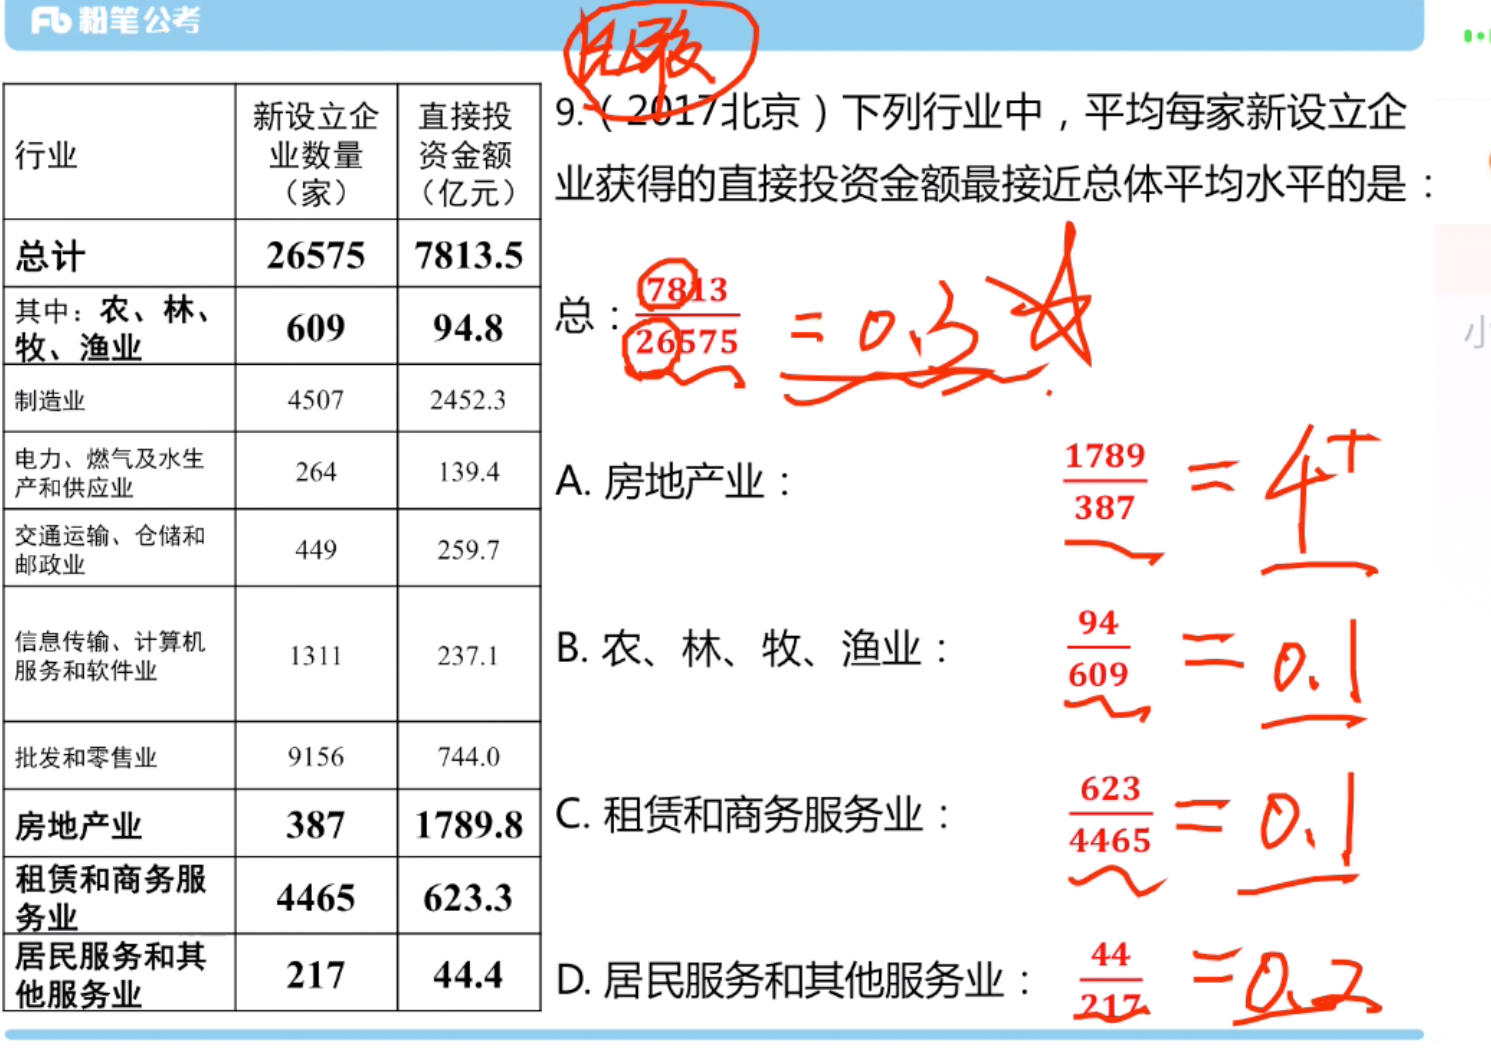 粉笔公考
行业 新设立企业数量（家） 直接投资金额（亿元）
总计 26575 7813.5
其中：农、林、牧、渔业 609 94.8
制造业 4507 2452.3
电力、燃气及水生产和供应业 264 139.4
交通运输、仓储和邮政业 449 259.7
信息传输、计算机服务和软件业 1311 237.1
批发和零售业 9156 744.0
房地产业 387 1789.8
租赁和商务服务业 4465 623.3
居民服务和其他服务业 217 44.4
9.（2017北京）下列行业中，平均每家新设立企
业获得的直接投资金额最接近总体平均水平的是：
总：7813/26575 = 0.3
A. 房地产业： 1789/387 = 4+
B. 农、林、牧、渔业： 94/609 = 0.1
C. 租赁和商务服务业： 623/4465 = 0.1
D. 居民服务和其他服务业： 44/217 = 0.2
小